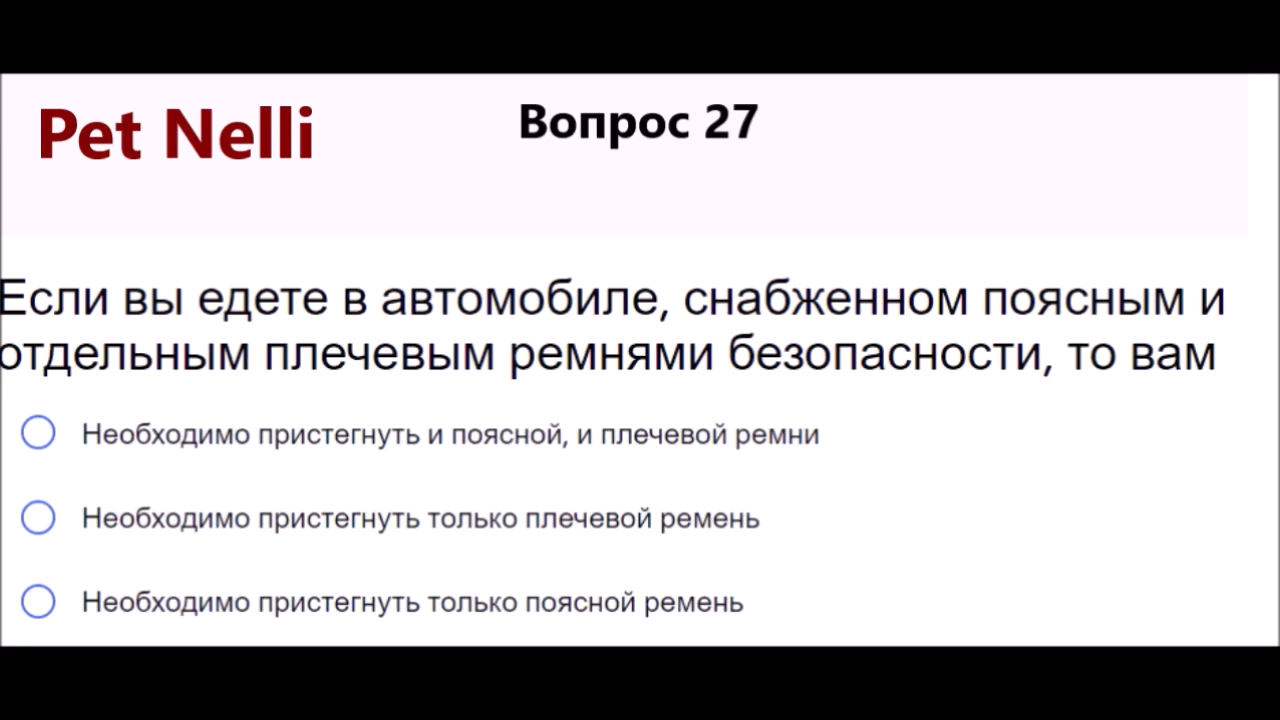 Pet Nelli
Вопрос 27
Если вы едете в автомобиле, снабженном поясным и
отдельным плечевым ремнями безопасности, то вам
Необходимо пристегнуть и поясной, и плечевой ремни
Необходимо пристегнуть только плечевой ремень
Необходимо пристегнуть только поясной ремень